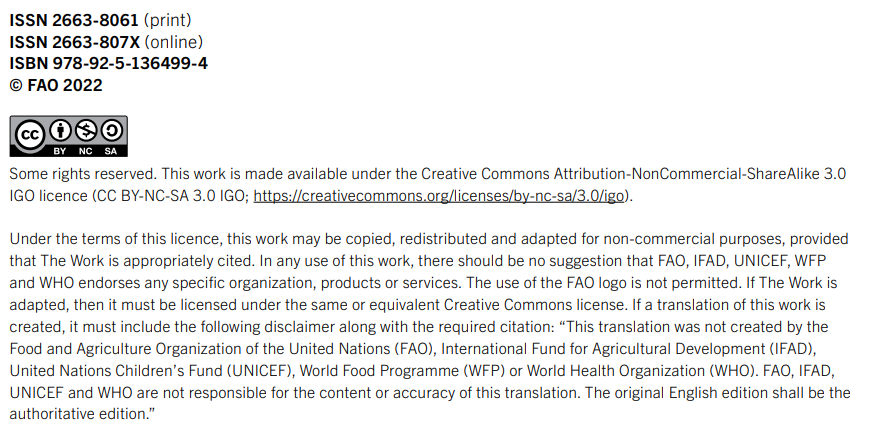 ISSN 2663-8061 (print)
ISSN 2663-807X (online)
ISBN 978-92-5-136499-4
© FAO 2022
cc
BY NC SA
Some rights reserved. This work is made available under the Creative Commons Attribution-NonCommercial-ShareAlike 3.0
IGO licence (CC BY-NC-SA 3.0 IGO; https://creativecommons.org/licenses/by-nc-sa/3.0/igo).
Under the terms of this licence, this work may be copied, redistributed and adapted for non-commercial purposes, provided
that The Work is appropriately cited. In any use of this work, there should be no suggestion that FAO, IFAD, UNICEF, WFP
and WHO endorses any specific organization, products or services. The use of the FAO logo is not permitted. If The Work is
adapted, then it must be licensed under the same or equivalent Creative Commons license. If a translation of this work is
created, it must include the following disclaimer along with the required citation: “This translation was not created by the
Food and Agriculture Organization of the United Nations (FAO), International Fund for Agricultural Development (IFAD),
United Nations Children’s Fund (UNICEF), World Food Programme (WFP) or World Health Organization (WHO). FAO, IFAD,
UNICEF and WHO are not responsible for the content or accuracy of this translation. The original English edition shall be the
authoritative edition.”